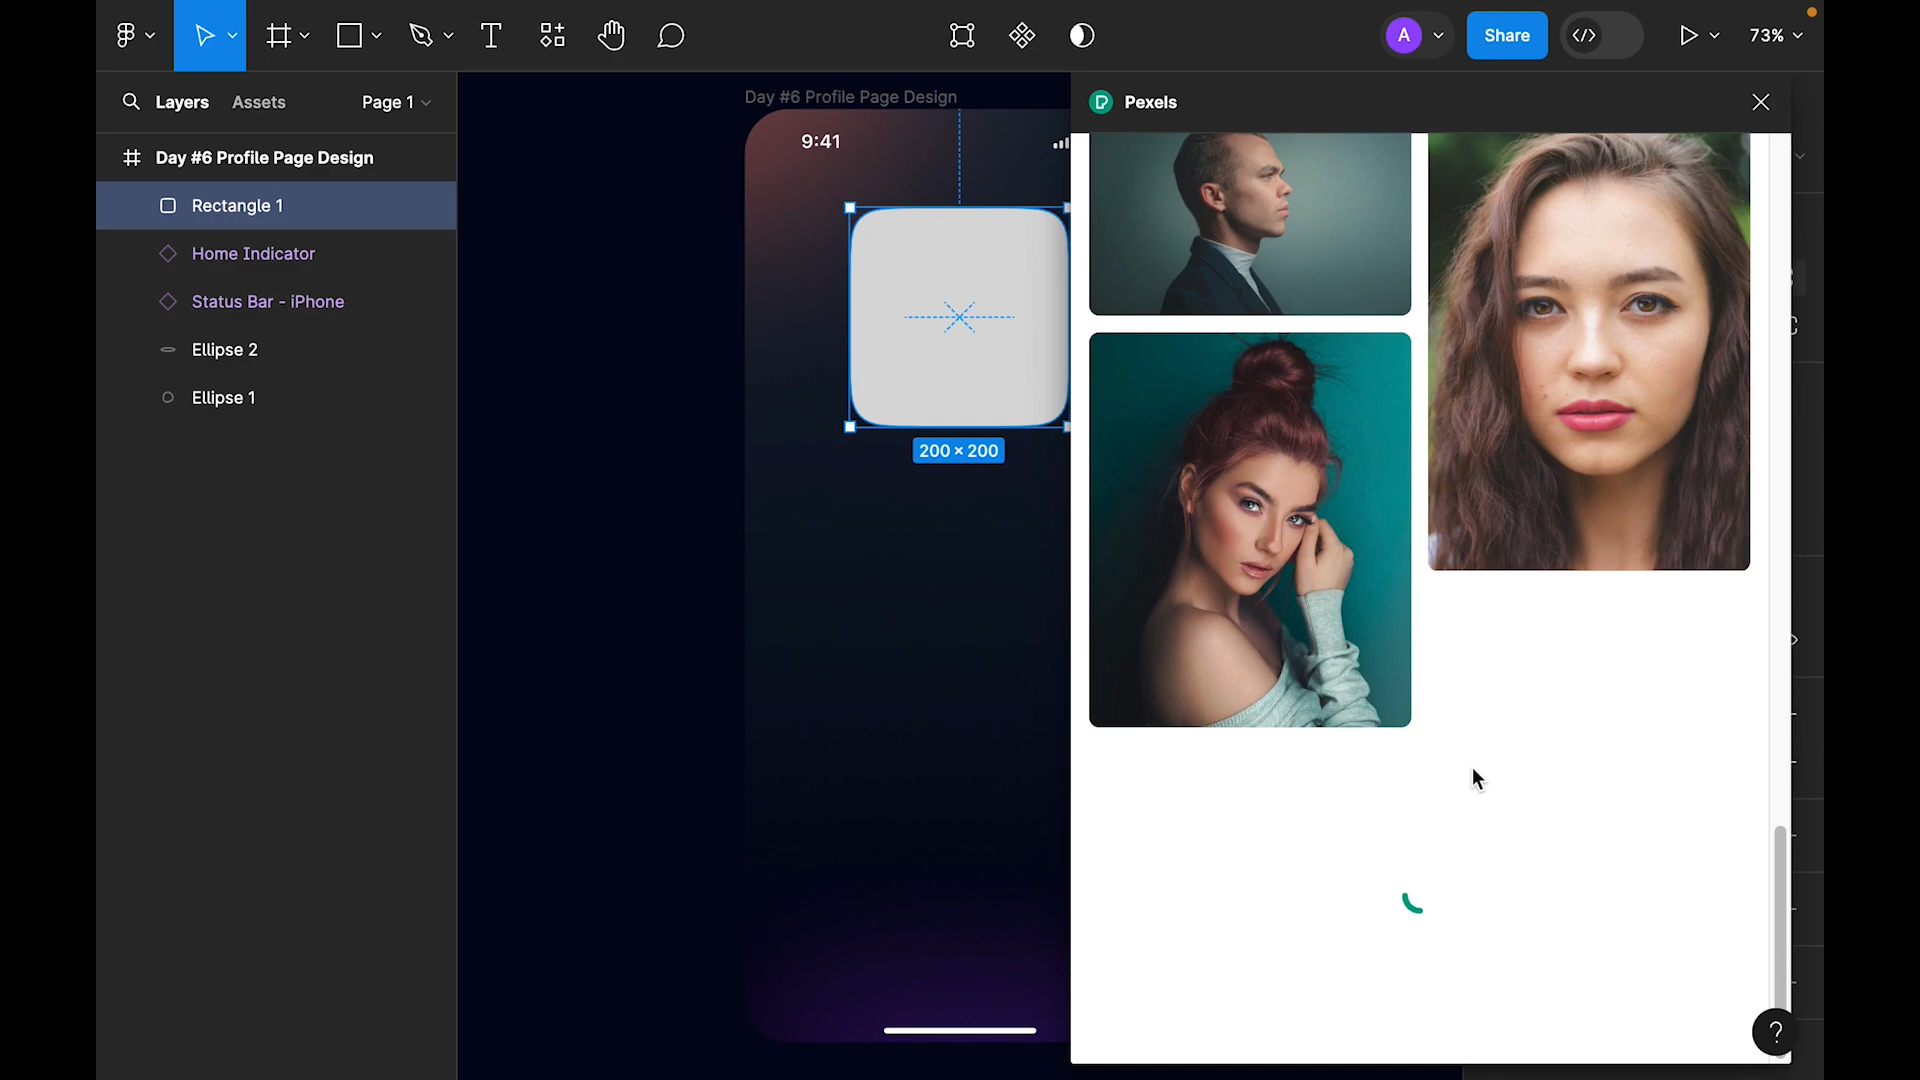 A
Share
73%
Layers
Assets
Page 1
Day #6 Profile Page Design
Rectangle 1
Home Indicator
Status Bar - iPhone
Ellipse 2
Ellipse 1
Day #6 Profile Page Design
9:41
200 × 200
Pexels
?